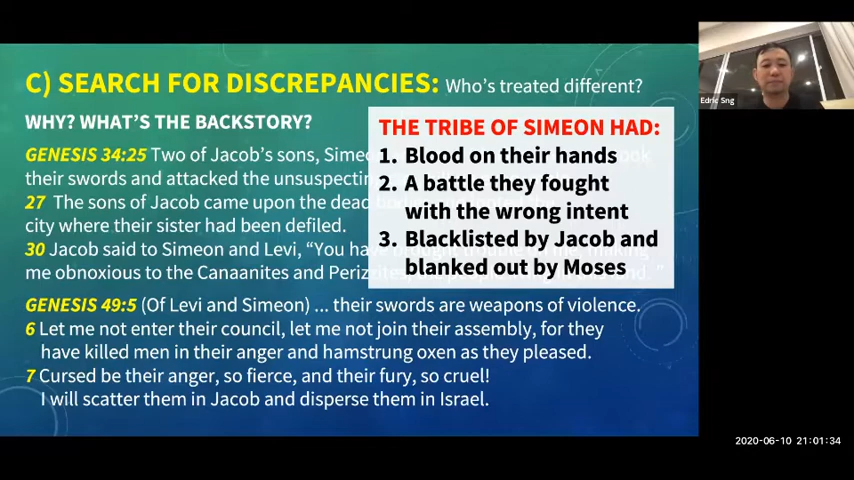 C) SEARCH FOR DISCREPANCIES: Who's treated different?
WHY? WHAT'S THE BACKSTORY?
GENESIS 34:25 Two of Jacob's sons, Simeo
their swords and attacked the unsuspectin
27 The sons of Jacob came upon the dead
city where their sister had been defiled.
30 Jacob said to Simeon and Levi, "You hav
me obnoxious to the Canaanites and Perizzites,
THE TRIBE OF SIMEON HAD:
1. Blood on their hands
2. A battle they fought
with the wrong intent
3. Blacklisted by Jacob and
blanked out by Moses
GENESIS 49:5 (Of Levi and Simeon) ... their swords are weapons of violence.
6 Let me not enter their council, let me not join their assembly, for they
have killed men in their anger and hamstrung oxen as they pleased.
7 Cursed be their anger, so fierce, and their fury, so cruel!
I will scatter them in Jacob and disperse them in Israel.
Edric Sng
2020-06-10 21:01:34